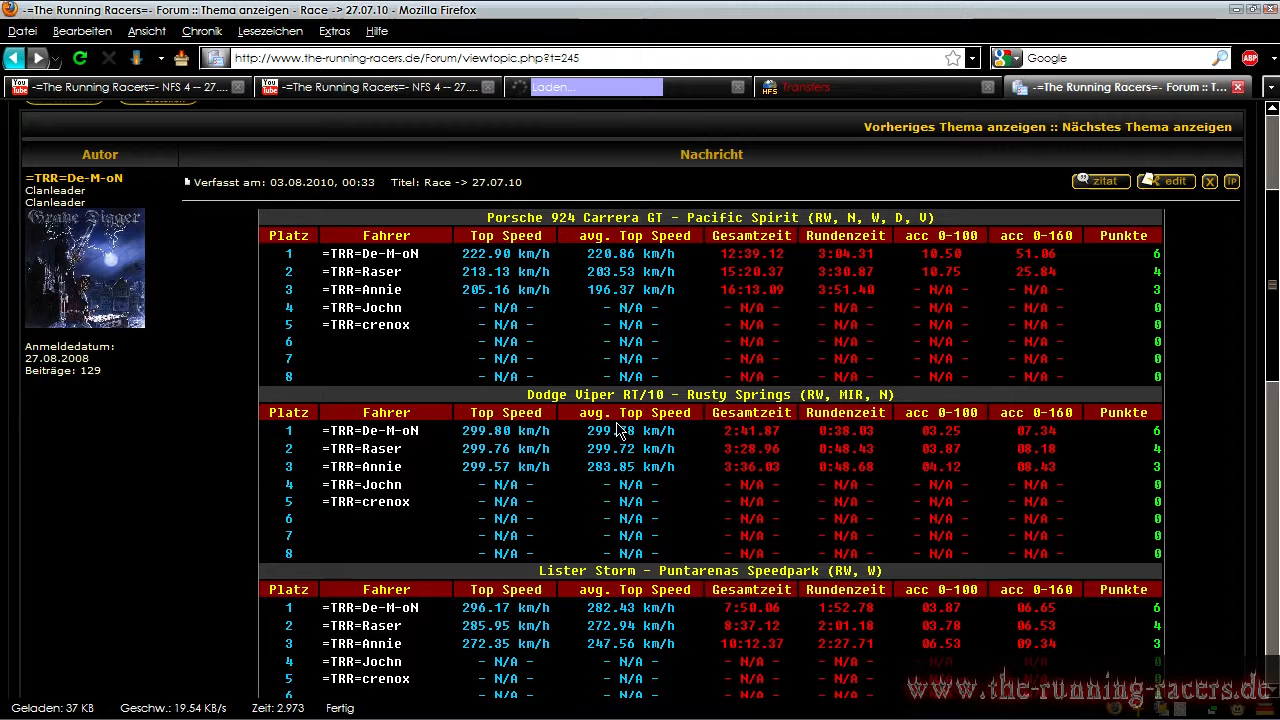 -=The Running Racers=- Forum :: Thema anzeigen - Race -> 27.07.10 - Mozilla Firefox
Datei Bearbeiten Ansicht Chronik Lesezeichen Extras Hilfe
http://www.the-running-racers.de/Forum/viewtopic.php?t=245 Google ABP
-=The Running Racers=- NFS 4 -- 27.... -=The Running Racers=- NFS 4 -- 27.... Laden... Transfers -=The Running Racers=- Forum :: T...
Vorheriges Thema anzeigen :: Nächstes Thema anzeigen
Autor Nachricht
=TRR=De-M-oN
Clanleader
Clanleader
Grave Digger
Anmeldedatum:
27.08.2008
Beiträge: 129
Verfasst am: 03.08.2010, 00:33 Titel: Race -> 27.07.10 zitat edit X IP
Porsche 924 Carrera GT - Pacific Spirit (RW, N, W, D, V)
Platz Fahrer Top Speed avg. Top Speed Gesamtzeit Rundenzeit acc 0-100 acc 0-160 Punkte
1 =TRR=De-M-oN 222.90 km/h 220.86 km/h 12:39.12 3:04.31 10.50 51.06 6
2 =TRR=Raser 213.13 km/h 203.53 km/h 15:20.37 3:30.87 10.75 25.84 4
3 =TRR=Annie 205.16 km/h 196.37 km/h 16:13.09 3:51.40 - N/A - - N/A - 3
4 =TRR=Jochn - N/A - - N/A - - N/A - - N/A - - N/A - - N/A - 0
5 =TRR=crenox - N/A - - N/A - - N/A - - N/A - - N/A - - N/A - 0
6 - N/A - - N/A - - N/A - - N/A - - N/A - - N/A - 0
7 - N/A - - N/A - - N/A - - N/A - - N/A - - N/A - 0
8 - N/A - - N/A - - N/A - - N/A - - N/A - - N/A - 0
Dodge Viper RT/10 - Rusty Springs (RW, MIR, N)
Platz Fahrer Top Speed avg. Top Speed Gesamtzeit Rundenzeit acc 0-100 acc 0-160 Punkte
1 =TRR=De-M-oN 299.80 km/h km/h 2:41.87 0:38.03 03.25 07.34 6
2 =TRR=Raser 299.76 km/h 299.72 km/h 3:28.96 0:48.43 03.87 08.18 4
3 =TRR=Annie 299.57 km/h 283.85 km/h 3:36.03 0:48.68 04.12 08.43 3
4 =TRR=Jochn - N/A - - N/A - - N/A - - N/A - - N/A - - N/A - 0
5 =TRR=crenox - N/A - - N/A - - N/A - - N/A - - N/A - - N/A - 0
6 - N/A - - N/A - - N/A - - N/A - - N/A - - N/A - 0
7 - N/A - - N/A - - N/A - - N/A - - N/A - - N/A - 0
8 - N/A - - N/A - - N/A - - N/A - - N/A - - N/A - 0
Lister Storm - Puntarenas Speedpark (RW, W)
Platz Fahrer Top Speed avg. Top Speed Gesamtzeit Rundenzeit acc 0-100 acc 0-160 Punkte
1 =TRR=De-M-oN 296.17 km/h 282.43 km/h 7:50.06 1:52.78 03.87 06.65 6
2 =TRR=Raser 285.95 km/h 272.94 km/h 8:37.12 2:01.18 03.78 06.53 4
3 =TRR=Annie 272.35 km/h 247.56 km/h 10:12.37 2:27.71 06.53 09.34 3
4 =TRR=Jochn - N/A - - N/A - - N/A - - N/A - - N/A - - N/A -
5 =TRR=crenox - N/A - - N/A - - N/A - - N/A - - N/A - - N/A -
www.the-running-racers.de
Geladen: 37 KB Geschw.: 19.54 KB/s Zeit: 2.973 Fertig